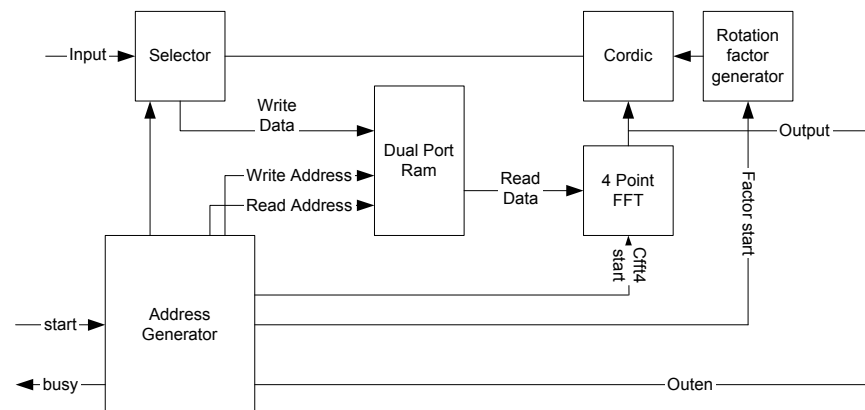 Input
Selector
Cordic
Rotation
factor
generator
Write
Data
Output
Dual Port
Ram
Write Address
Read
Data
4 Point
FFT
Read Address
Factor start
Cfft4
start
start
Address
Generator
busy
Outen